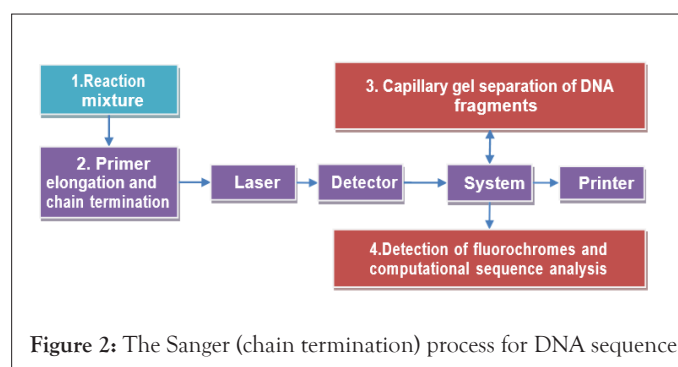 1.Reaction
mixture
3. Capillary gel separation of DNA
fragments
2. Primer
elongation and
chain termination
Laser
Detector
System
Printer
4.Detection of fluorochromes and
computational sequence analysis
Figure 2: The Sanger (chain termination) process for DNA sequence